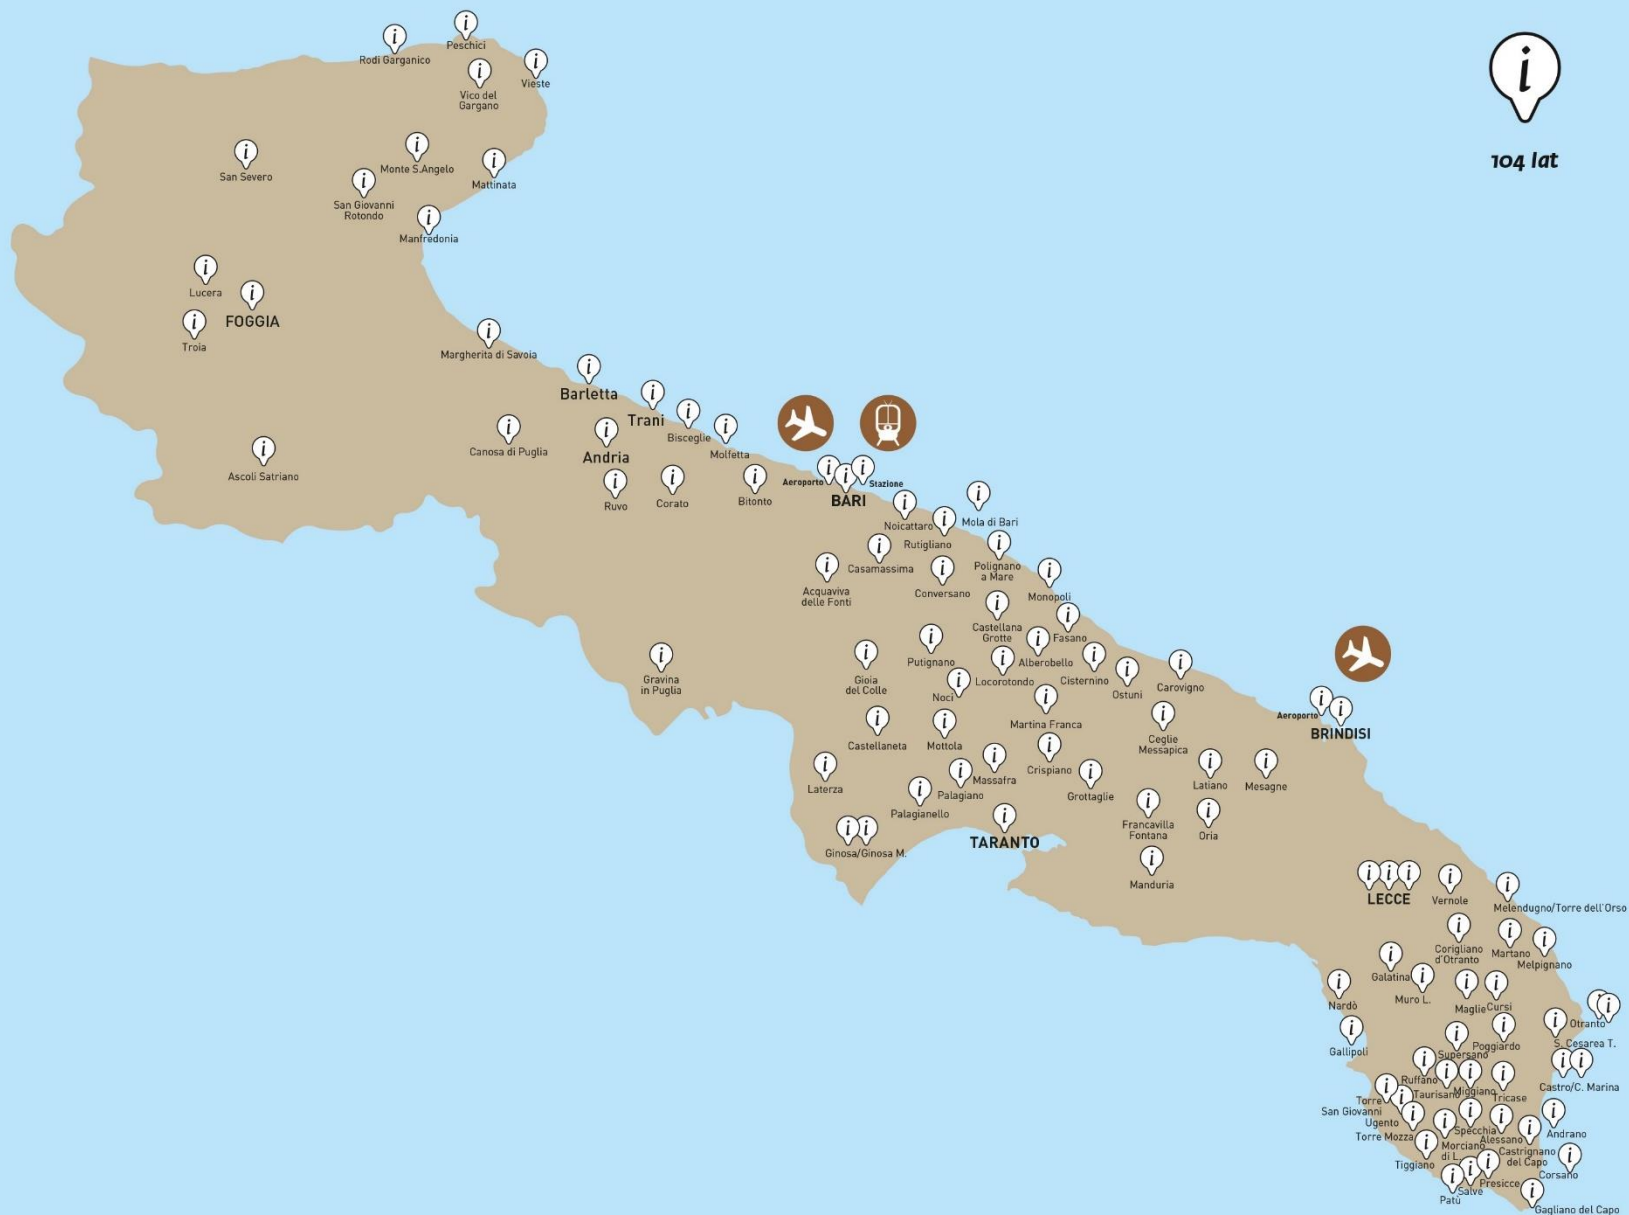 Peschici
Rodi Garganico
Vieste
Vico del
Gargano
104 lat
Monte S.Angelo
San Severo
Mattinata
San Giovanni
Rotondo
Manfredonia
Lucera
FOGGIA
Troia
Margherita di Savoia
Barletta
Trani
Bisceglie
Canosa di Puglia
Andria
Molfetta
Ascoli Satriano
Ruvo
Corato
Bitonto
Aeroporto
Stazione
BARI
Noicattaro
Mola di Bari
Rutigliano
Casamassima
Polignano
a Mare
Acquaviva
delle Fonti
Conversano
Monopoli
Castellana
Grotte
Fasano
Gravina
in Puglia
Gioia
del Colle
Putignano
Alberobello
Locorotondo
Cisternino
Carovigno
Noci
Ostuni
Martina Franca
Aeroporto
BRINDISI
Castellaneta
Mottola
Ceglie
Messapica
Crispiano
Massafra
Laterza
Palagiano
Grottaglie
Latiano
Mesagne
Palagianello
Francavilla
Fontana
Oria
TARANTO
Ginosa/Ginosa M.
Manduria
LECCE
Vernole
Melendugno/Torre dell'Orso
Corigliano
d'Otranto
Martano
Melpignano
Galatina
Muro L.
Nardò
Maglie
Cursi
Otranto
Gallipoli
Supersano
Poggiardo
S. Cesarea T.
Ruffano
Taurisano
Miggiano
Tricase
Castro/C. Marina
Torre
San Giovanni
Ugento
Torre Mozza
Specchia
Alessano
Andrano
Morciano
di L.
Castrignano
del Capo
Tiggiano
Corsano
Presicce
Salve
Patù
Gagliano del Capo